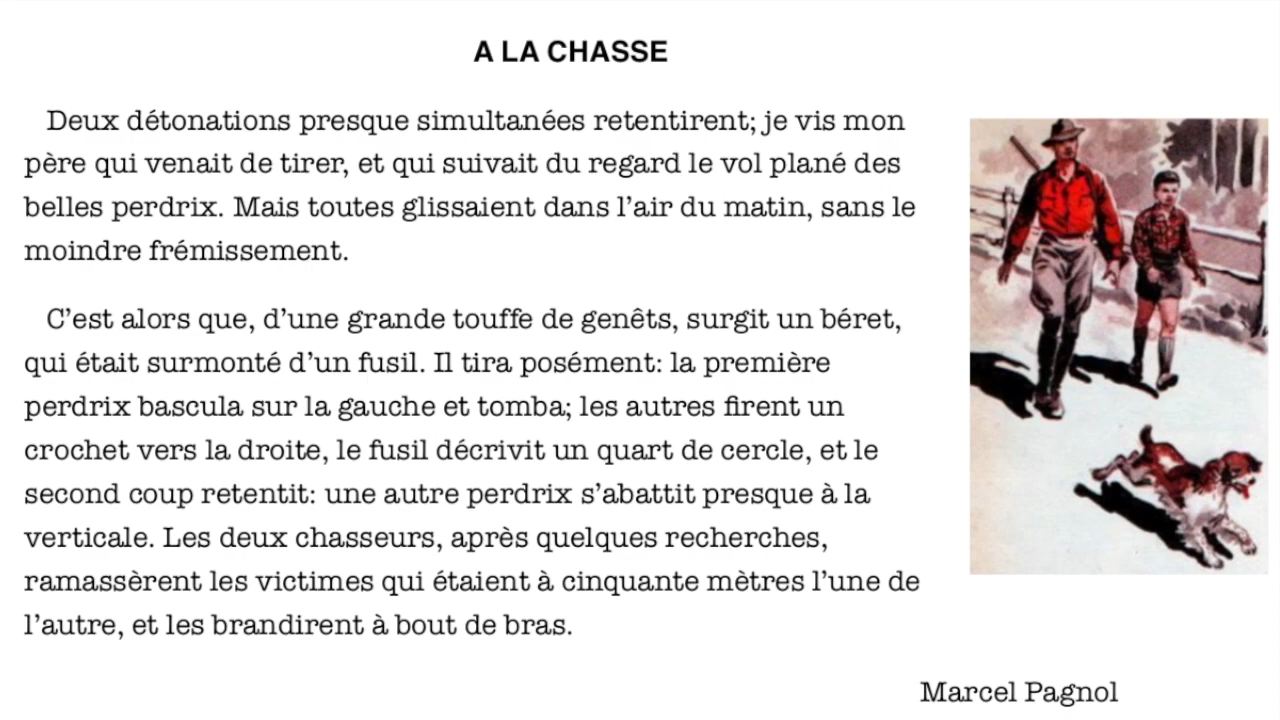 A LA CHASSE
Deux détonations presque simultanées retentirent; je vis mon
père qui venait de tirer, et qui suivait du regard le vol plané des
belles perdrix. Mais toutes glissaient dans l’air du matin, sans le
moindre frémissement.
C’est alors que, d’une grande touffe de genêts, surgit un béret,
qui était surmonté d’un fusil. Il tira posément: la première
perdrix bascula sur la gauche et tomba; les autres firent un
crochet vers la droite, le fusil décrivit un quart de cercle, et le
second coup retentit: une autre perdrix s’abattit presque à la
verticale. Les deux chasseurs, après quelques recherches,
ramassèrent les victimes qui étaient à cinquante mètres l’une de
l’autre, et les brandirent à bout de bras.
Marcel Pagnol